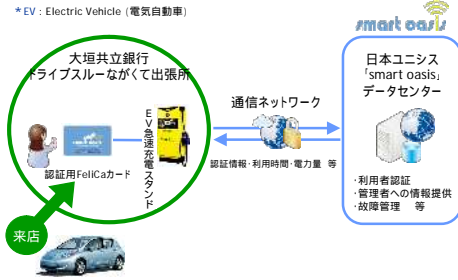 *EV : Electric Vehicle (電気自動車)
smart oasis
大垣共立銀行
ドライブスルーながくて出張所
EV急速充電スタンド
認証用FeliCaカード
来店
通信ネットワーク
認証情報・利用時間・電力量 等
日本ユニシス
「smart oasis」
データセンター
・利用者認証
・管理者への情報提供
・故障管理 等